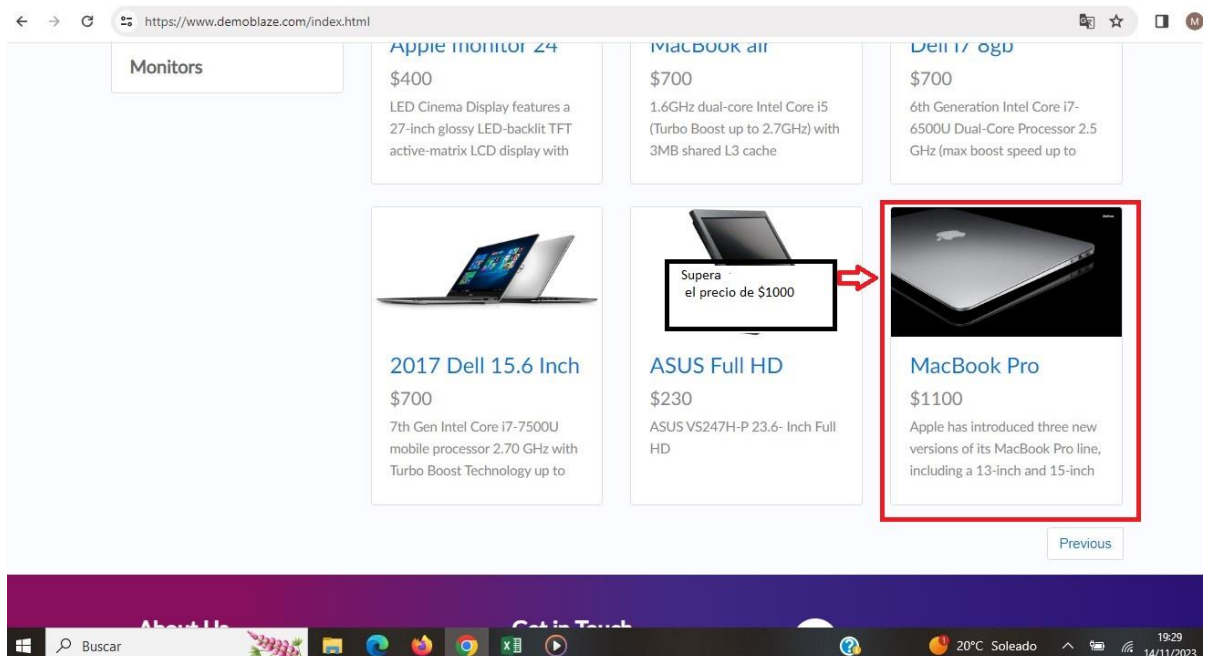 https://www.demoblaze.com/index.html
M
Monitors
Apple monitor 24
$400
LED Cinema Display features a
27-inch glossy LED-backlit TFT
active-matrix LCD display with
MacBook air
$700
1.6GHz dual-core Intel Core i5
(Turbo Boost up to 2.7GHz) with
3MB shared L3 cache
Dell i7 8gb
$700
6th Generation Intel Core i7-
6500U Dual-Core Processor 2.5
GHz (max boost speed up to
2017 Dell 15.6 Inch
$700
7th Gen Intel Core i7-7500U
mobile processor 2.70 GHz with
Turbo Boost Technology up to
Supera
el precio de $1000
ASUS Full HD
$230
ASUS VS247H-P 23.6- Inch Full
HD
MacBook Pro
$1100
Apple has introduced three new
versions of its MacBook Pro line,
including a 13-inch and 15-inch
Previous
About Us
Get in Touch
Buscar
20°C Soleado
19:29
14/11/2023